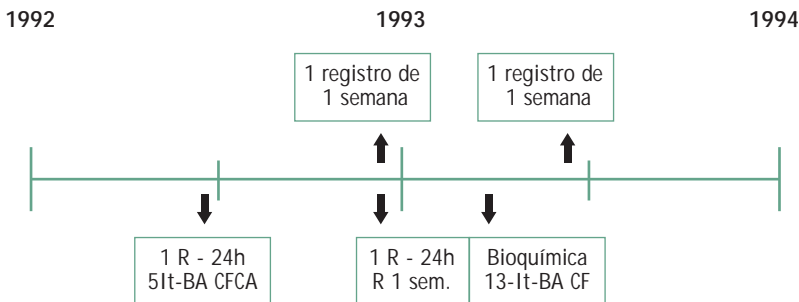 1992 1993 1994
1 registro de
1 semana
1 registro de
1 semana
1 R - 24h
5It-BA CFCA
1 R - 24h
R 1 sem.
Bioquímica
13-It-BA CF